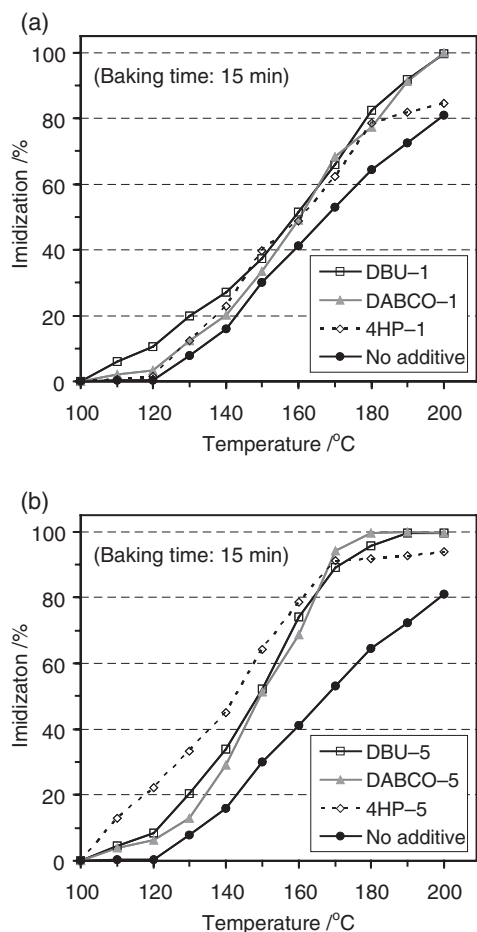 (a)
100
80
60
40
20
0
Imidization /%
(Baking time: 15 min)
DBU–1
DABCO–1
4HP–1
No additive
100 120 140 160 180 200
Temperature /°C
(b)
100
80
60
40
20
0
Imidizaton /%
(Baking time: 15 min)
DBU–5
DABCO–5
4HP–5
No additive
100 120 140 160 180 200
Temperature /°C